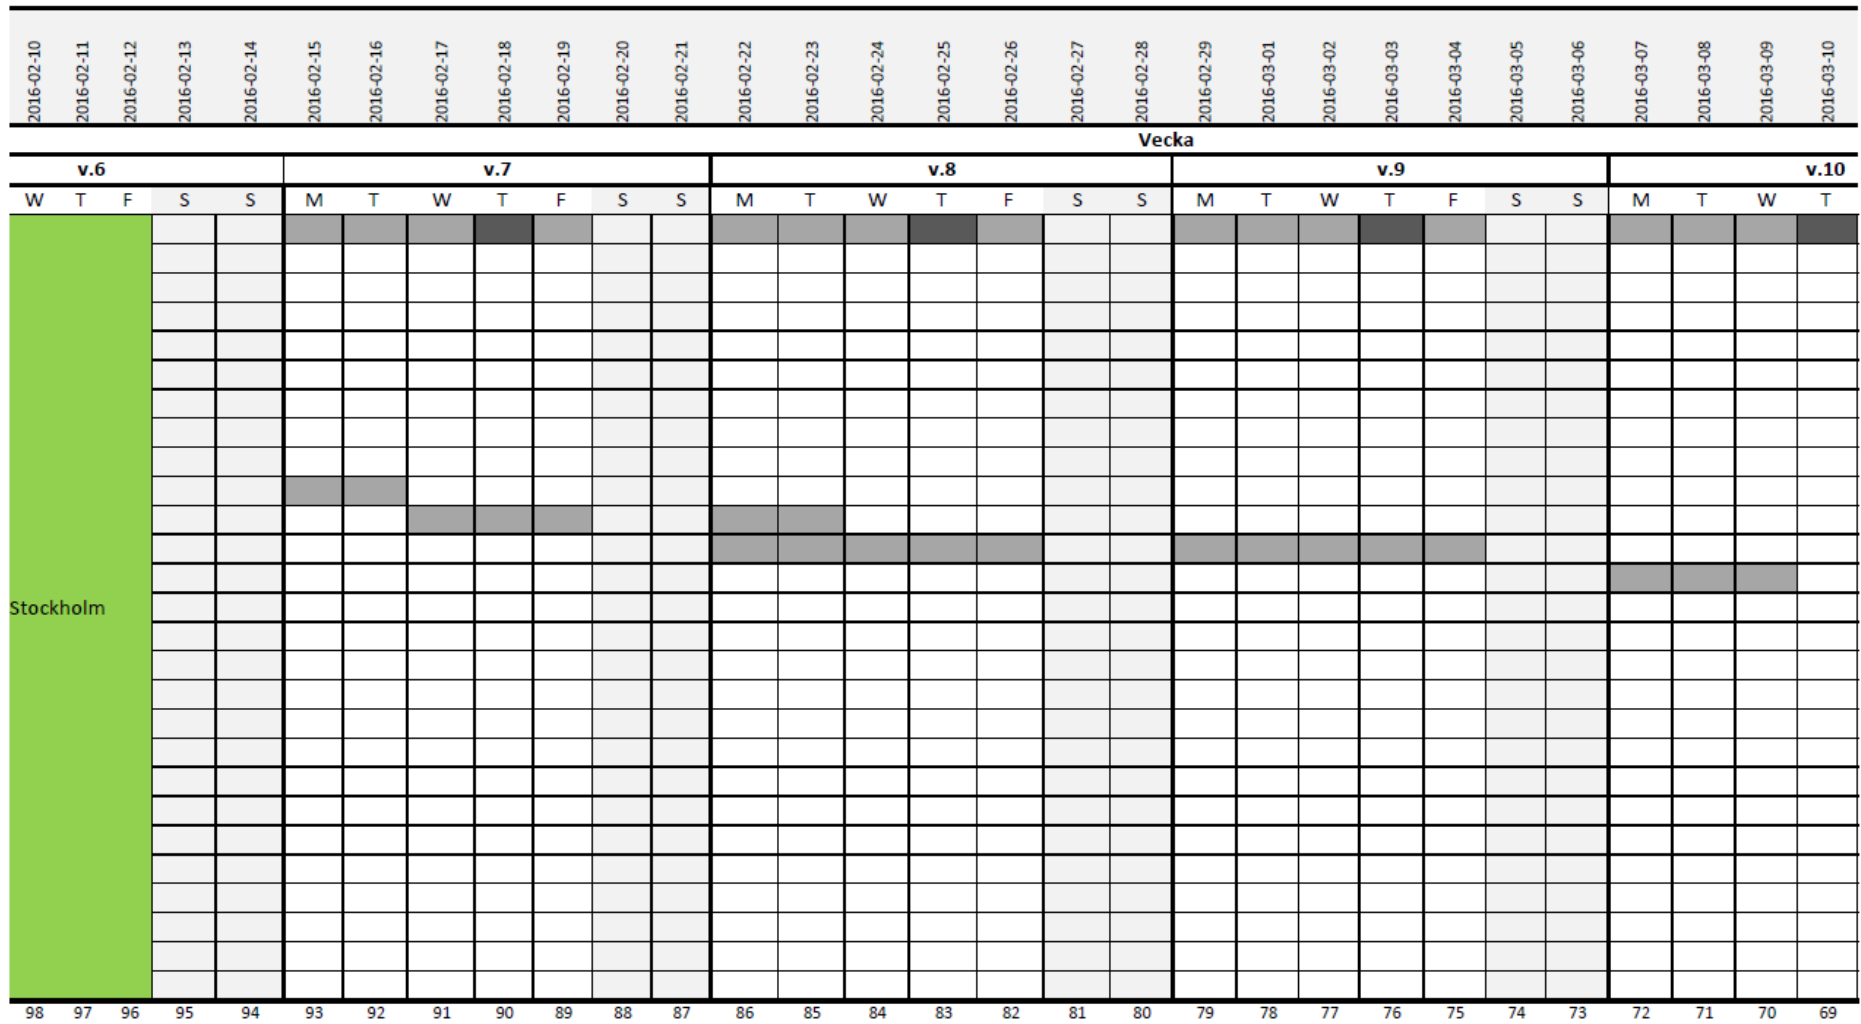 2016-02-10 2016-02-11 2016-02-12 2016-02-13 2016-02-14 2016-02-15 2016-02-16 2016-02-17 2016-02-18 2016-02-19 2016-02-20 2016-02-21 2016-02-22 2016-02-23 2016-02-24 2016-02-25 2016-02-26 2016-02-27 2016-02-28 2016-02-29 2016-03-01 2016-03-02 2016-03-03 2016-03-04 2016-03-05 2016-03-06 2016-03-07 2016-03-08 2016-03-09 2016-03-10
Vecka
v.6 v.7 v.8 v.9 v.10
W T F S S M T W T F S S M T W T F S S M T W T F S S M T W T
Stockholm
98 97 96 95 94 93 92 91 90 89 88 87 86 85 84 83 82 81 80 79 78 77 76 75 74 73 72 71 70 69